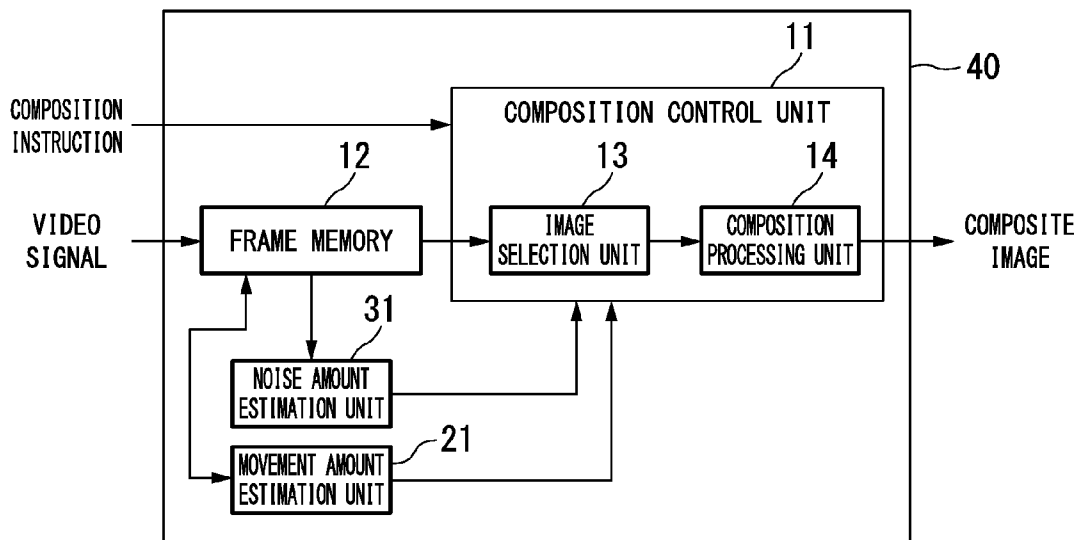 11
40
COMPOSITION
INSTRUCTION
COMPOSITION CONTROL UNIT
12
13
14
VIDEO
SIGNAL
FRAME MEMORY
IMAGE
SELECTION UNIT
COMPOSITION
PROCESSING UNIT
COMPOSITE
IMAGE
31
NOISE AMOUNT
ESTIMATION UNIT
21
MOVEMENT AMOUNT
ESTIMATION UNIT